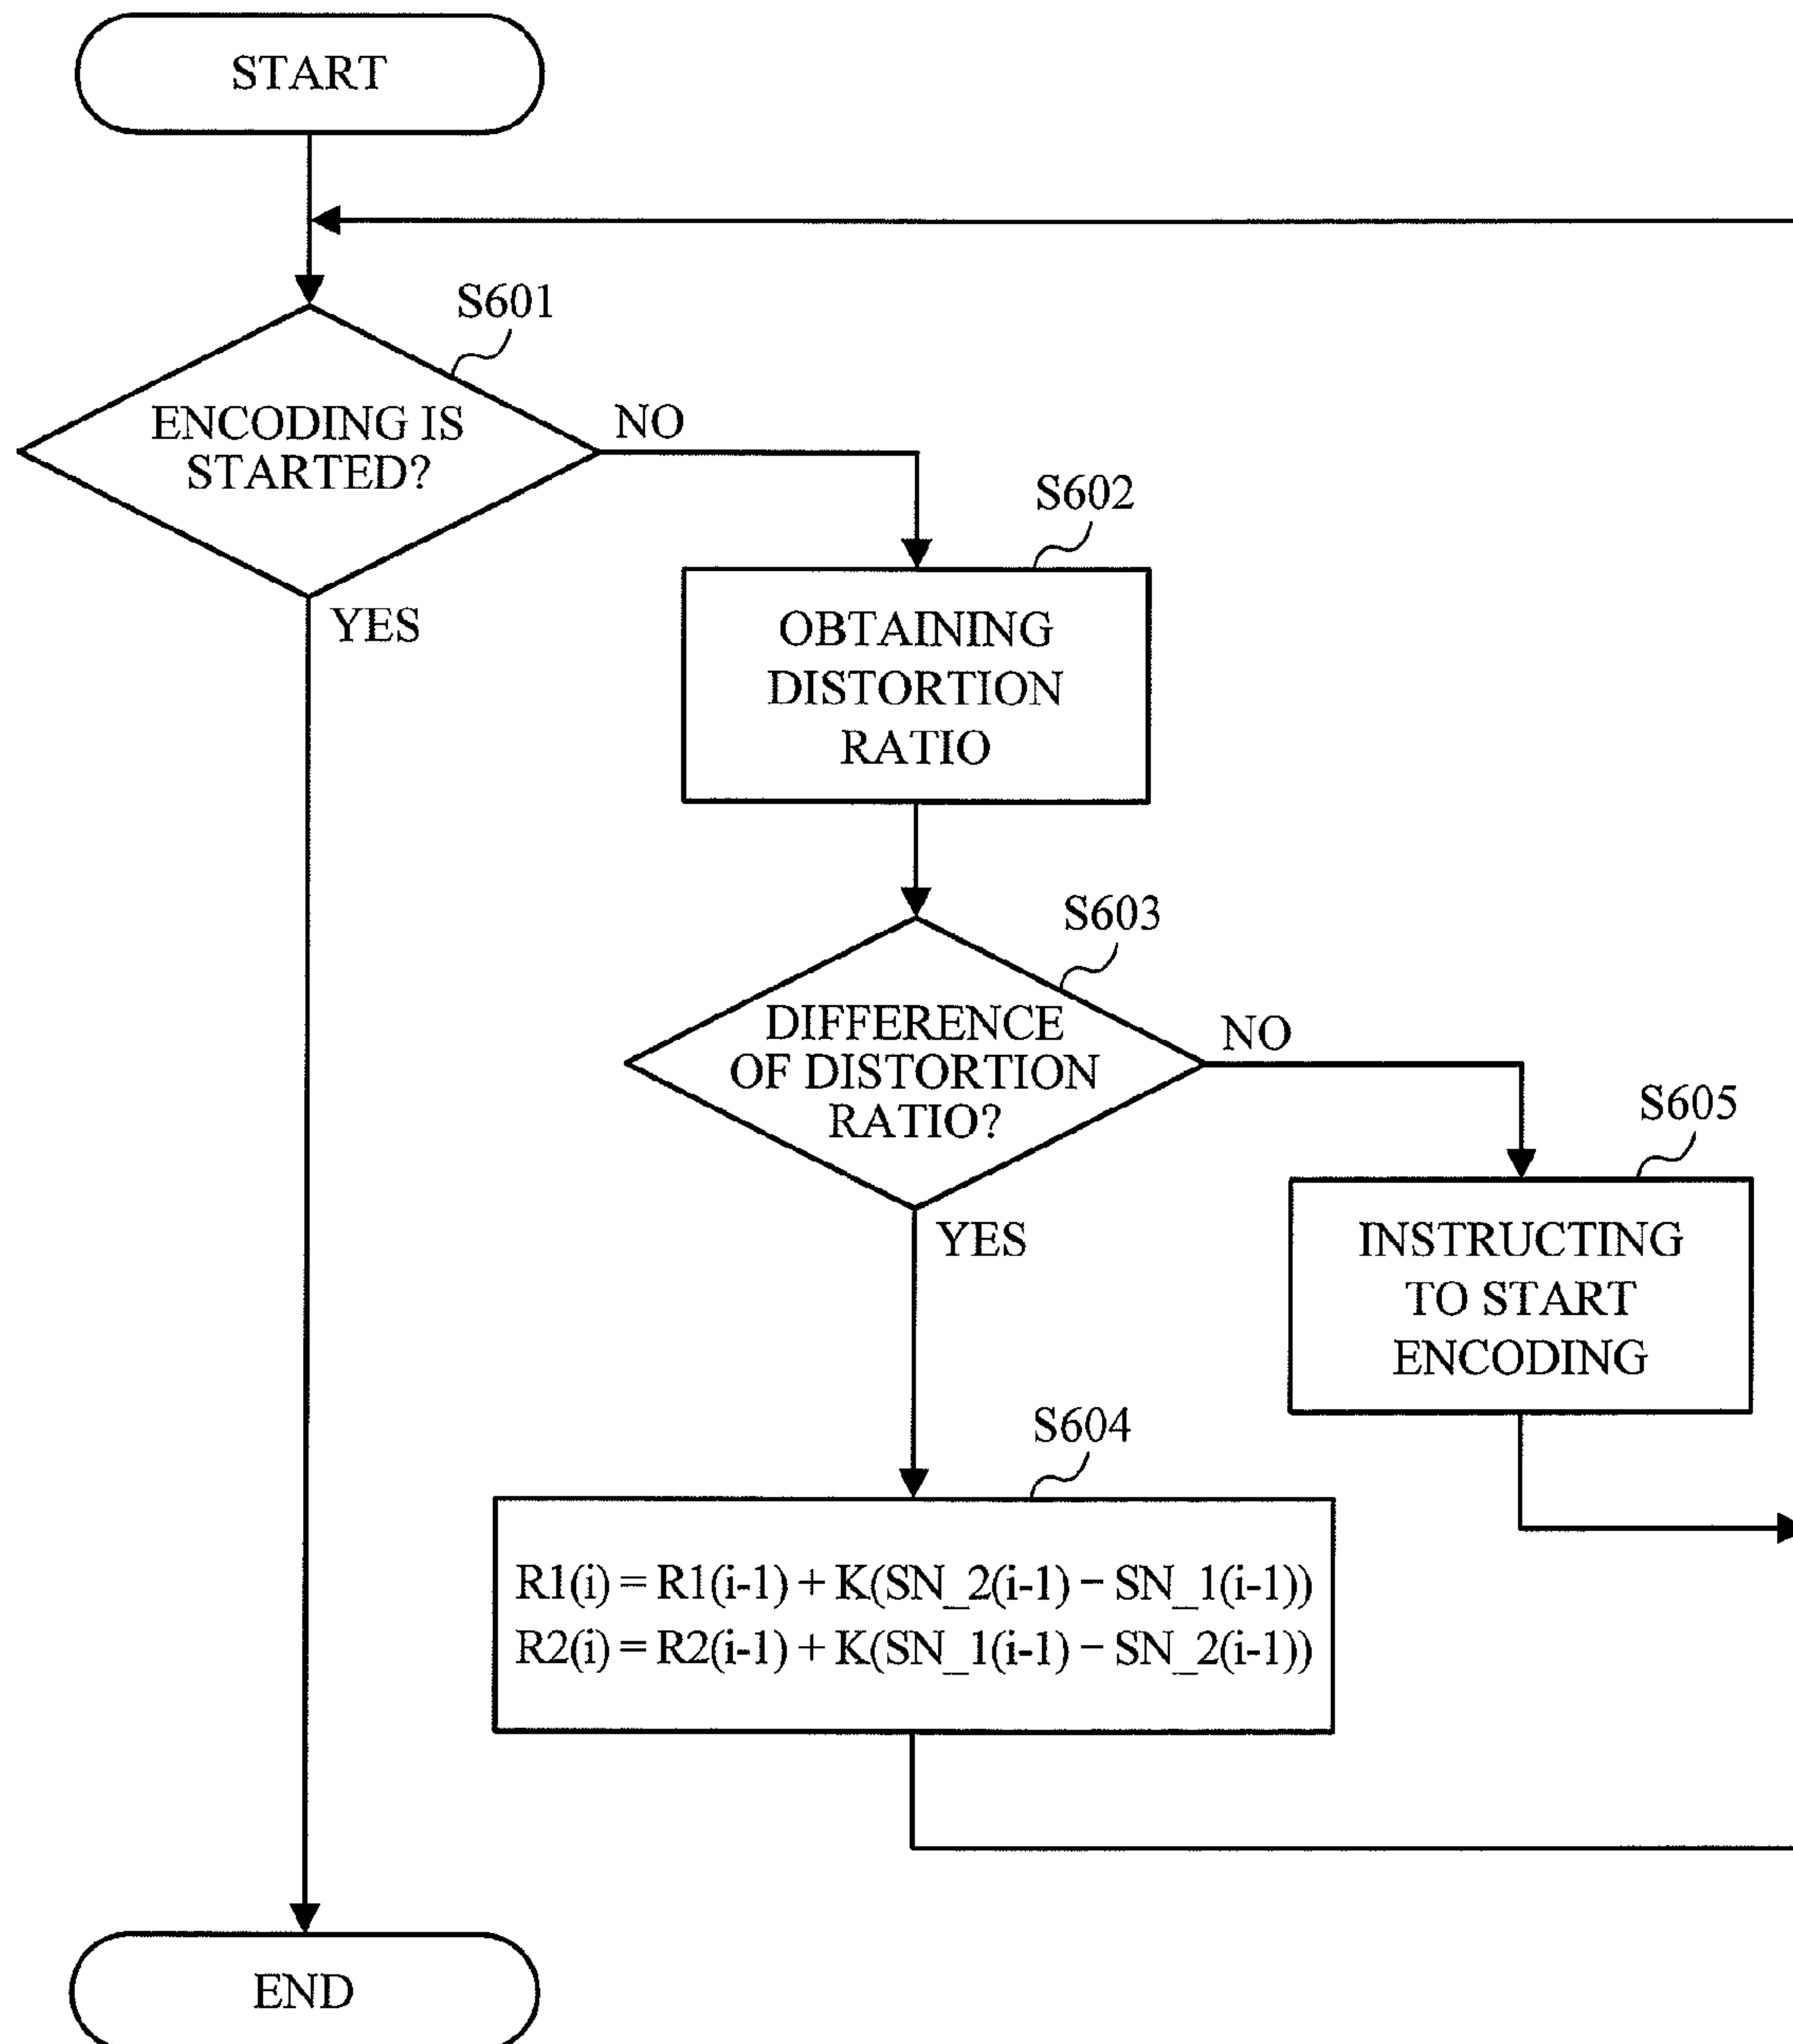 START
S601
ENCODING IS
STARTED?
NO
YES
S602
OBTAINING
DISTORTION
RATIO
S603
DIFFERENCE
OF DISTORTION
RATIO?
NO
YES
S605
INSTRUCTING
TO START
ENCODING
S604
R1(i) = R1(i-1) + K(SN_2(i-1) − SN_1(i-1))
R2(i) = R2(i-1) + K(SN_1(i-1) − SN_2(i-1))
END